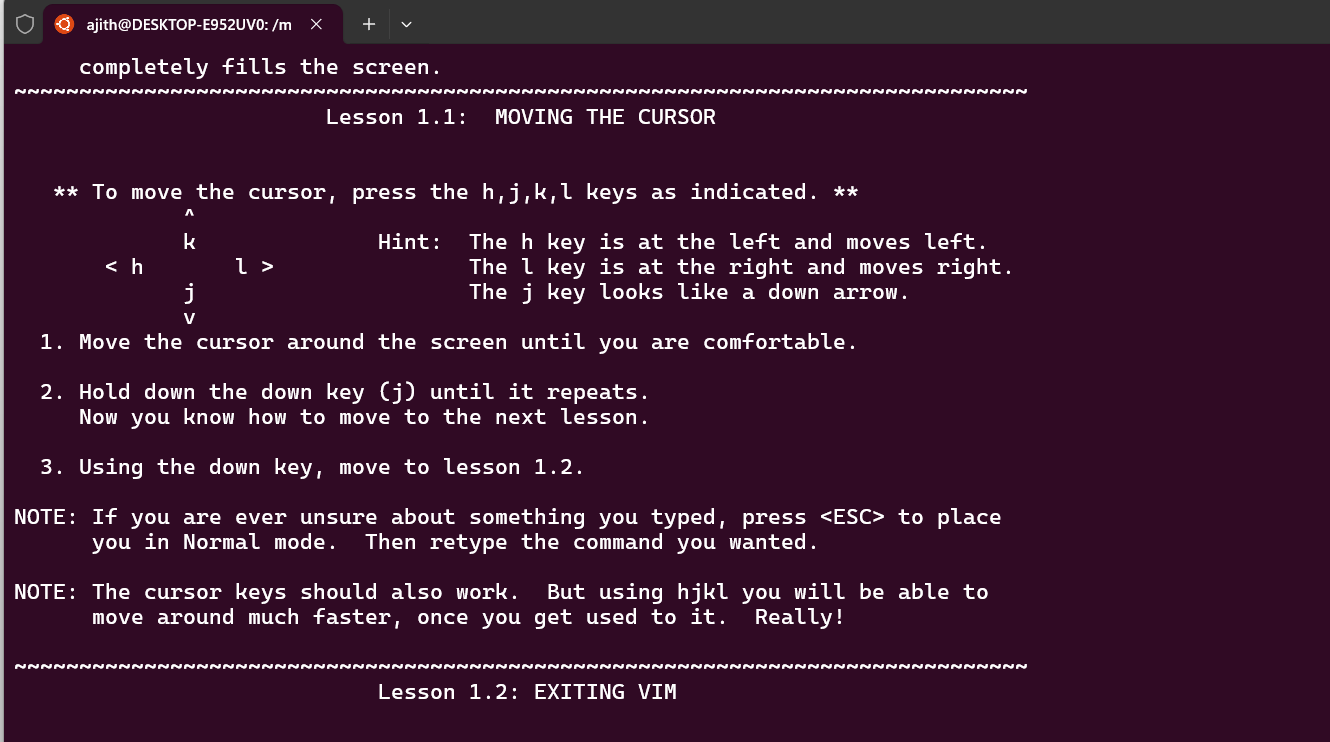 ajith@DESKTOP-E952UV0: /m
completely fills the screen.
~~~~~~~~~~~~~~~~~~~~~~~~~~~~~~~~~~~~~~~~~~~~~~~~~~~~~~~~~~~~~~~~~~~~~~~~~~~~~~
Lesson 1.1:  MOVING THE CURSOR
** To move the cursor, press the h,j,k,l keys as indicated. **
^
k              Hint:  The h key is at the left and moves left.
< h       l >               The l key is at the right and moves right.
j                     The j key looks like a down arrow.
v
1. Move the cursor around the screen until you are comfortable.
2. Hold down the down key (j) until it repeats.
Now you know how to move to the next lesson.
3. Using the down key, move to lesson 1.2.
NOTE: If you are ever unsure about something you typed, press <ESC> to place
you in Normal mode.  Then retype the command you wanted.
NOTE: The cursor keys should also work.  But using hjkl you will be able to
move around much faster, once you get used to it.  Really!
~~~~~~~~~~~~~~~~~~~~~~~~~~~~~~~~~~~~~~~~~~~~~~~~~~~~~~~~~~~~~~~~~~~~~~~~~~~~~~
Lesson 1.2: EXITING VIM